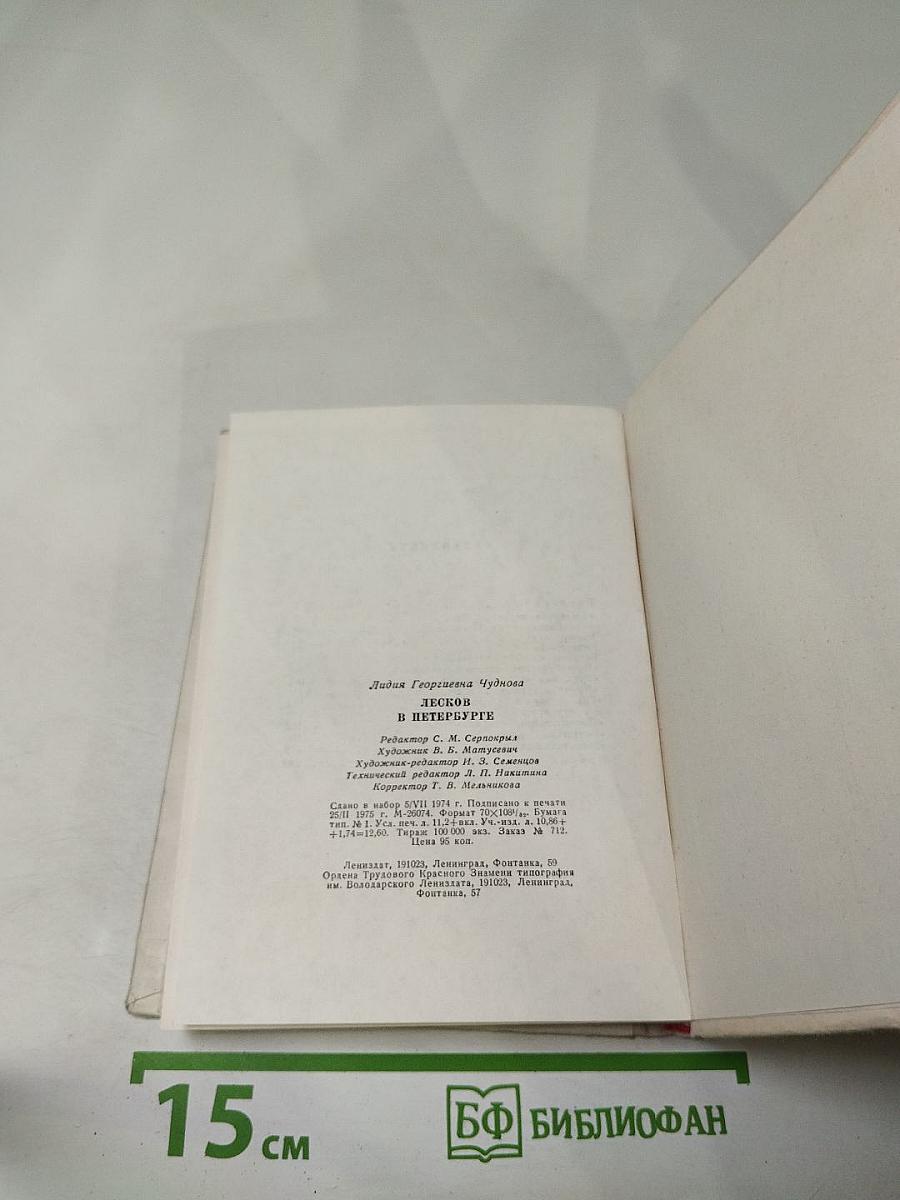 Лидия Георгиевна Чуднова
ЛЕСКОВ
В ПЕТЕРБУРГЕ
Редактор С. М. Серпокрыл
Художник В. Б. Матусевич
Художник-редактор И. З. Семенцов
Технический редактор Л. П. Никитина
Корректор Т. В. Мельникова
Сдано в набор 5/VII 1974 г. Подписано к печати
25/II 1975 г. М-26074. Формат 70×108¹/₃₂. Бумага
тип. № 1. Усл. печ. л. 11,2+вкл. Уч.-изд. л. 10,86+
+1,74=12,60. Тираж 100 000 экз. Заказ № 712.
Цена 95 коп.
Лениздат, 191023, Ленинград, Фонтанка, 59
Ордена Трудового Красного Знамени типография
им. Володарского Лениздата, 191023, Ленинград,
Фонтанка, 57
15 см
БФ БИБЛИОФАН